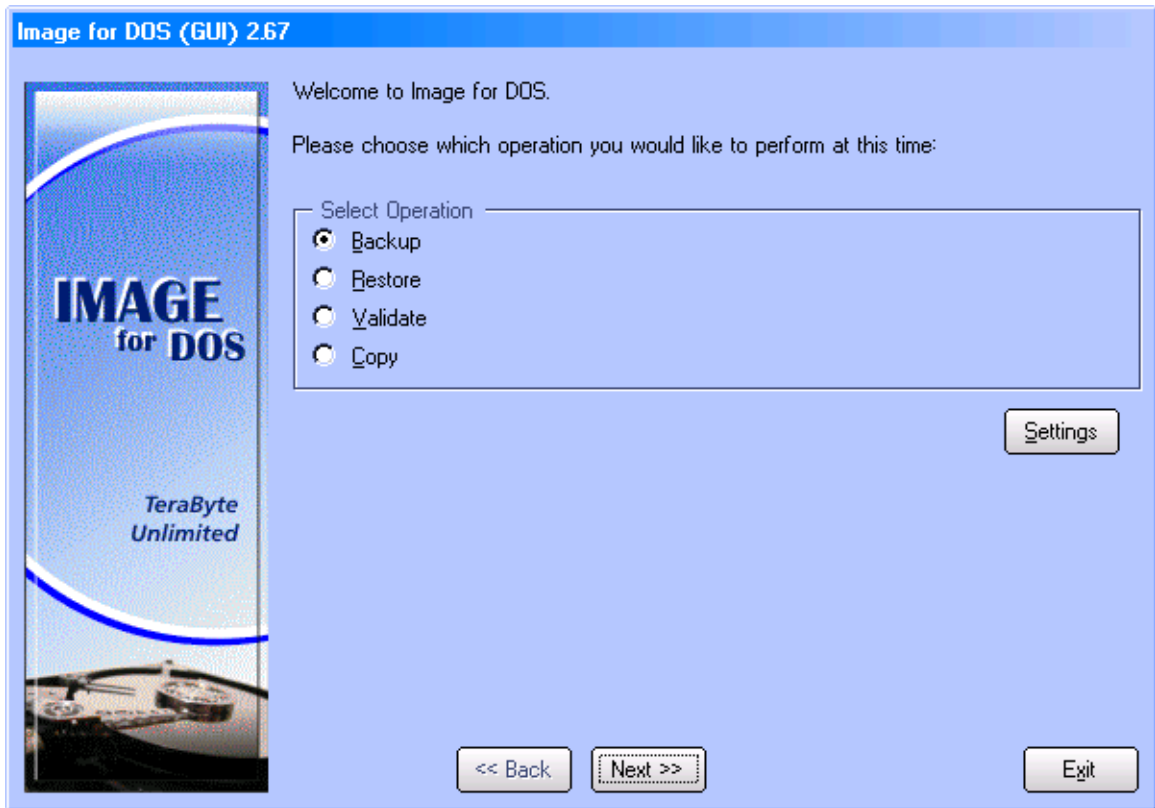 Image for DOS (GUI) 2.67
IMAGE
for DOS
TeraByte
Unlimited
Welcome to Image for DOS.
Please choose which operation you would like to perform at this time:
Select Operation
Backup
Restore
Validate
Copy
Settings
<< Back
Next >>
Exit